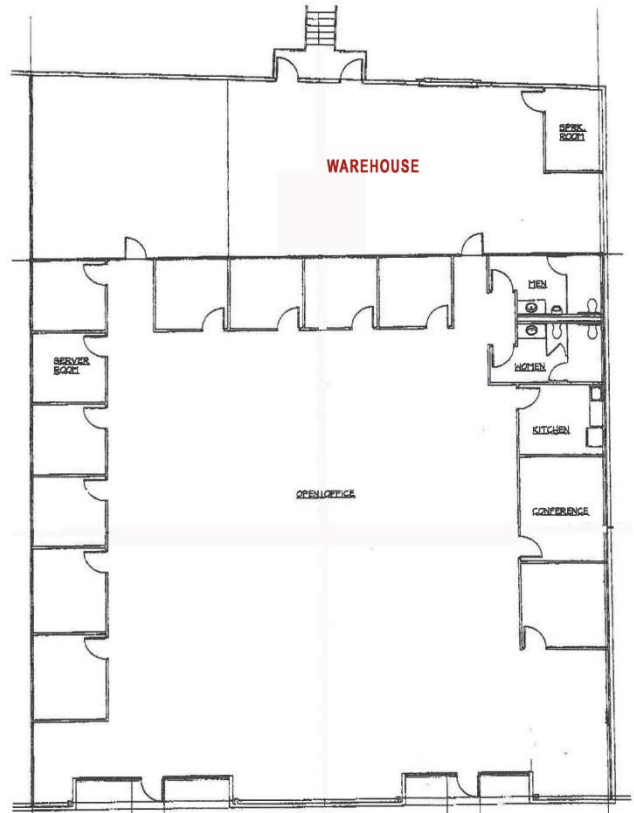 SPRK.
ROOM
WAREHOUSE
MEN
SERVER
ROOM
WOMEN
KITCHEN
OPEN OFFICE
CONFERENCE